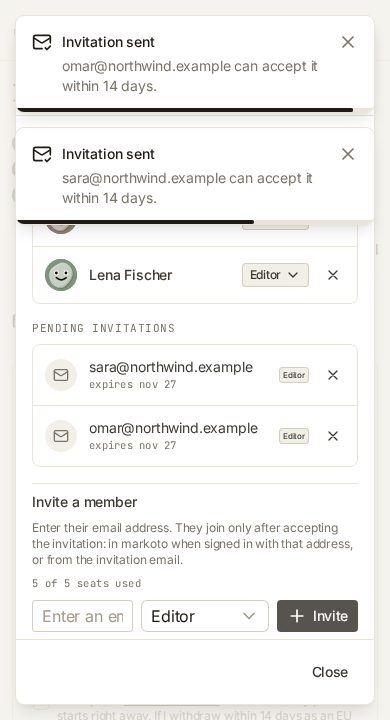 Invitation sent
omar@northwind.example can accept it
within 14 days.
Invitation sent
sara@northwind.example can accept it
within 14 days.
Lena Fischer
Editor
PENDING INVITATIONS
sara@northwind.example
expires nov 27
Editor
omar@northwind.example
expires nov 27
Editor
Invite a member
Enter their email address. They join only after accepting
the invitation: in markoto when signed in with that address,
or from the invitation email.
5 of 5 seats used
Enter an en
Editor
Invite
Close
starts right away. If I withdraw within 14 days as an EU